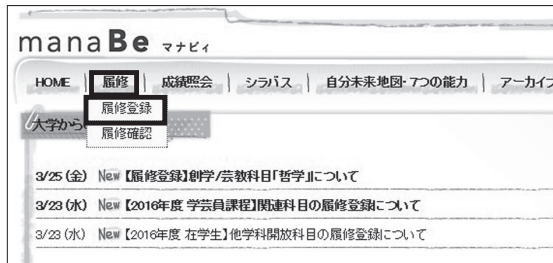 manaBe マナビィ
HOME | 履修 | 成績照会 | シラバス | 自分未来地図・7つの能力 | アーカイブ
履修登録
大学から
履修確認
3/25 (金) New 【履修登録】創学/芸教科目「哲学」について
3/23 (水) New 【2016年度 学芸員課程】関連科目の履修登録について
3/23 (水) New 【2016年度 在学生】他学科開放科目の履修登録について